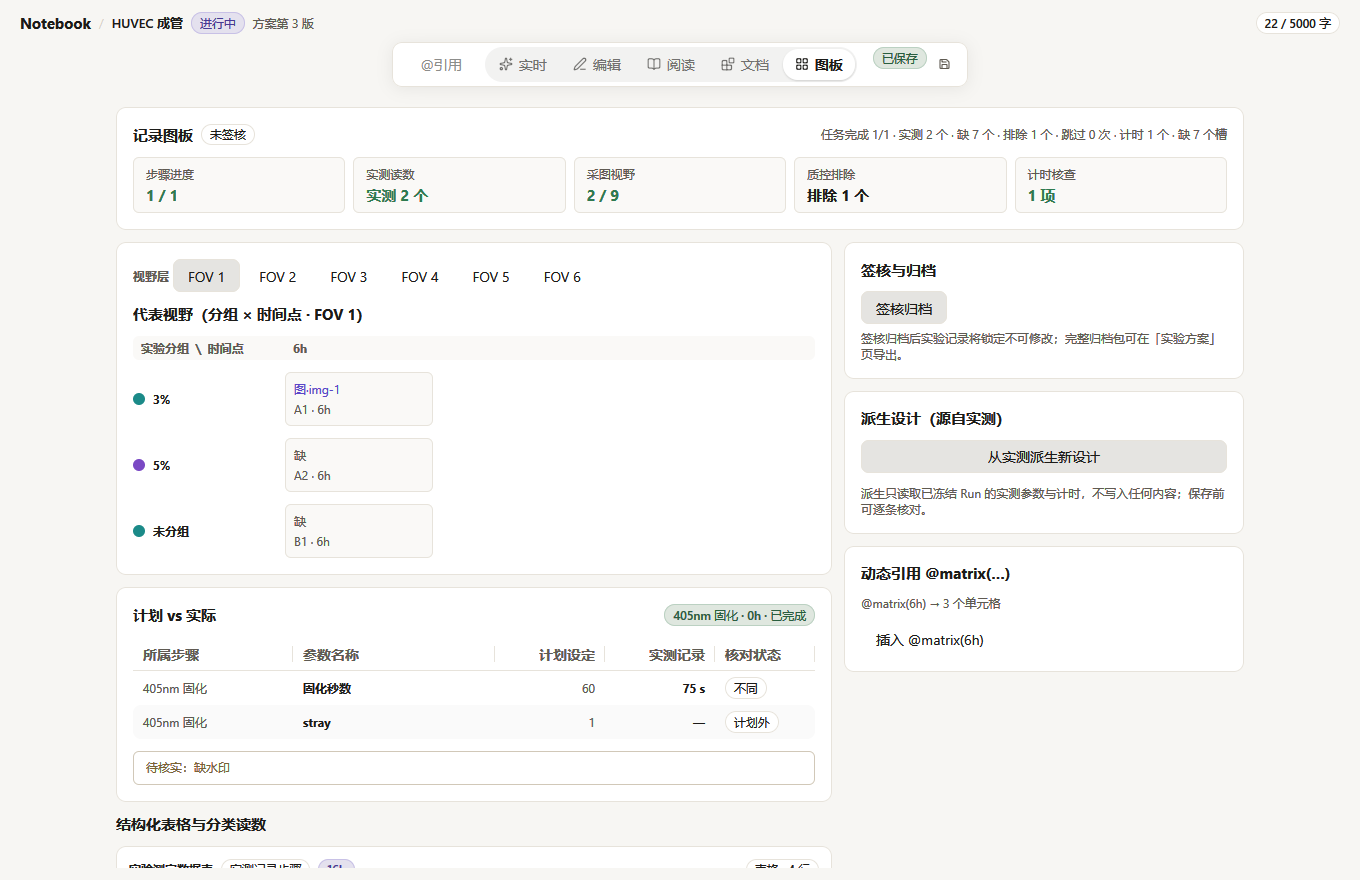 Notebook / HUVEC 成管 进行中 方案第 3 版
22 / 5000 字
@引用 实时 编辑 阅读 文档 图板 已保存
记录图板 未签核
任务完成 1/1 · 实测 2 个 · 缺 7 个 · 排除 1 个 · 跳过 0 次 · 计时 1 个 · 缺 7 个槽
步骤进度
1 / 1
实测读数
实测 2 个
采图视野
2 / 9
质控排除
排除 1 个
计时核查
1 项
视野层 FOV 1 FOV 2 FOV 3 FOV 4 FOV 5 FOV 6
代表视野（分组 × 时间点 · FOV 1）
实验分组 \ 时间点 6h
3%
图·img-1
A1 · 6h
5%
缺
A2 · 6h
未分组
缺
B1 · 6h
签核与归档
签核归档
签核归档后实验记录将锁定不可修改；完整归档包可在「实验方案」
页导出。
派生设计（源自实测）
从实测派生新设计
派生只读取已冻结 Run 的实测参数与计时，不写入任何内容；保存前
可逐条核对。
动态引用 @matrix(...)
@matrix(6h) → 3 个单元格
插入 @matrix(6h)
计划 vs 实际
405nm 固化 · 0h · 已完成
所属步骤 参数名称 计划设定 实测记录 核对状态
405nm 固化 固化秒数 60 75 s 不同
405nm 固化 stray 1 — 计划外
待核实：缺水印
结构化表格与分类读数